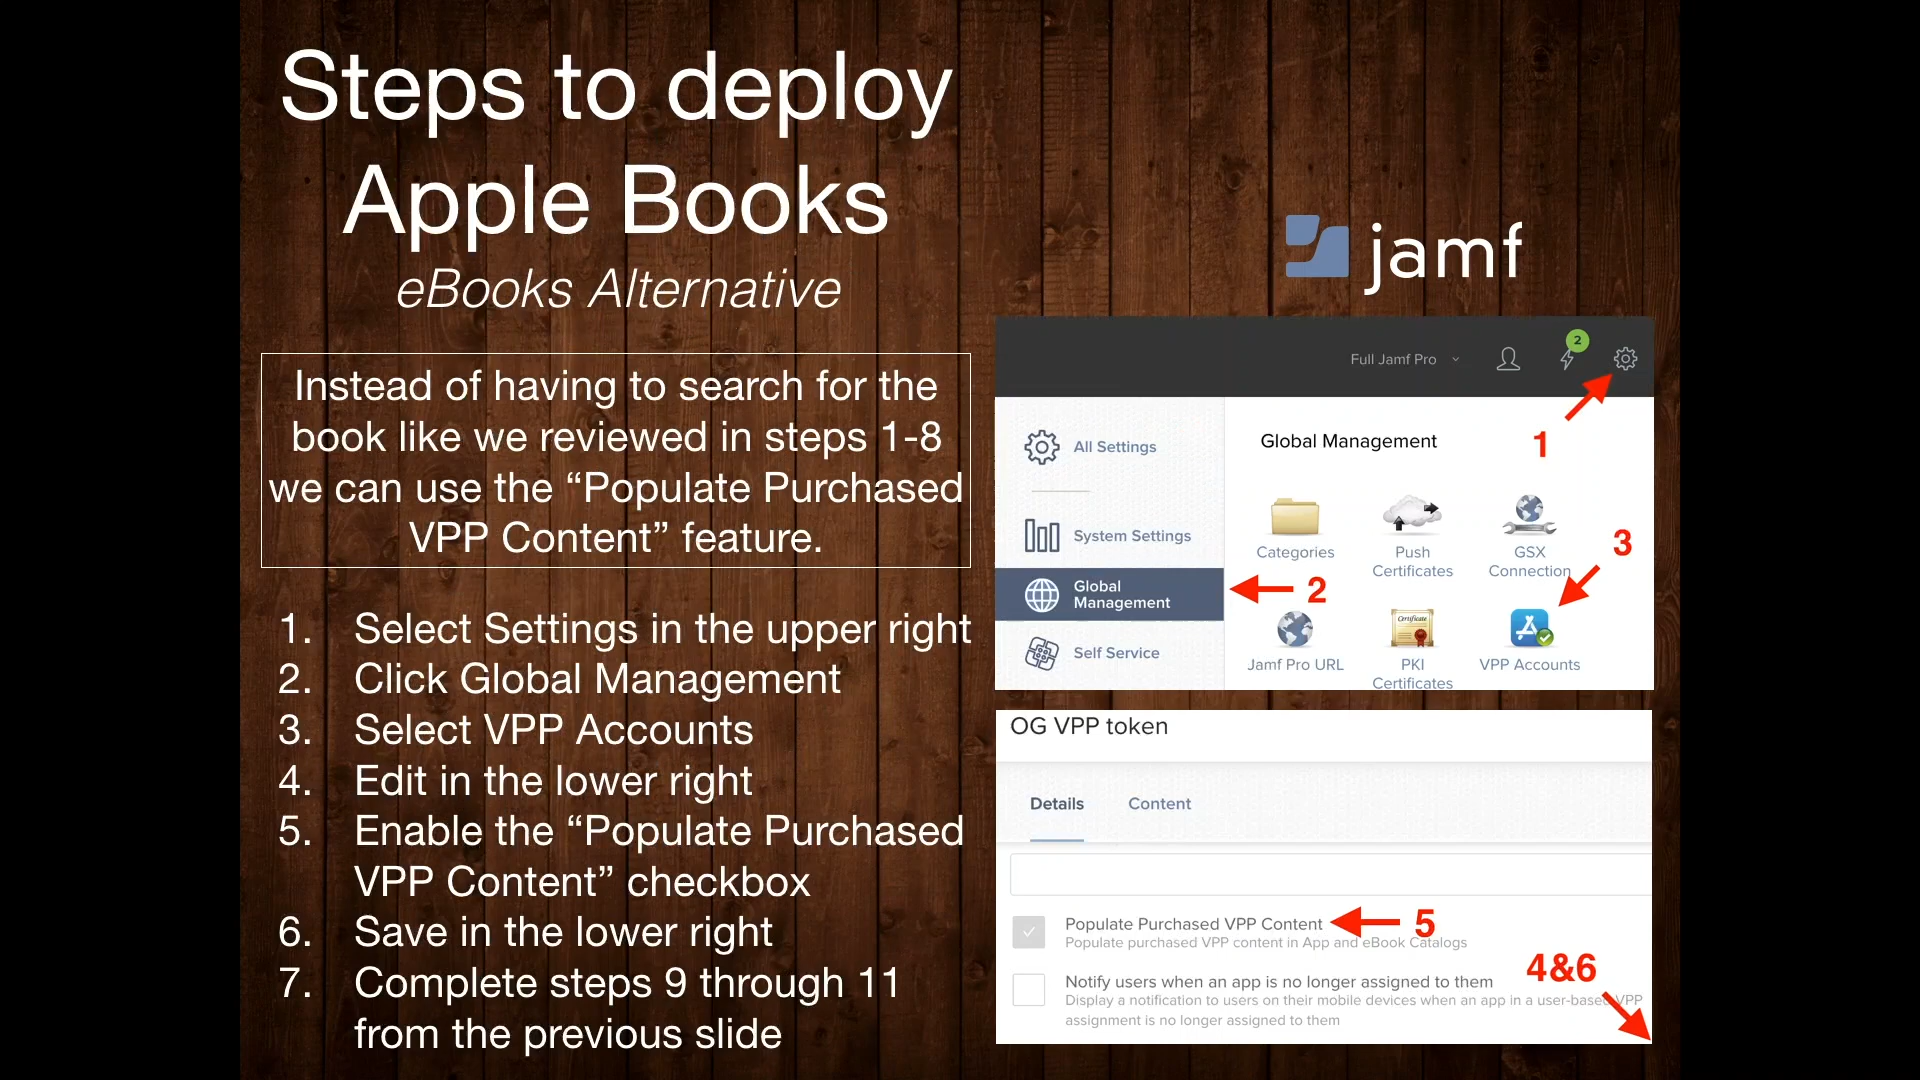 Steps to deploy
Apple Books
eBooks Alternative
Instead of having to search for the
book like we reviewed in steps 1-8
we can use the “Populate Purchased
VPP Content” feature.
1. Select Settings in the upper right
2. Click Global Management
3. Select VPP Accounts
4. Edit in the lower right
5. Enable the “Populate Purchased
VPP Content” checkbox
6. Save in the lower right
7. Complete steps 9 through 11
from the previous slide
jamf
Full Jamf Pro
2
1
All Settings
System Settings
Global
Management
Self Service
2
Global Management
Categories
Push
Certificates
GSX
Connection
3
Jamf Pro URL
Certificate
PKI
Certificates
VPP Accounts
OG VPP token
Details
Content
Populate Purchased VPP Content
5
Populate purchased VPP content in App and eBook Catalogs
4&6
Notify users when an app is no longer assigned to them
Display a notification to users on their mobile devices when an app in a user-based VPP
assignment is no longer assigned to them